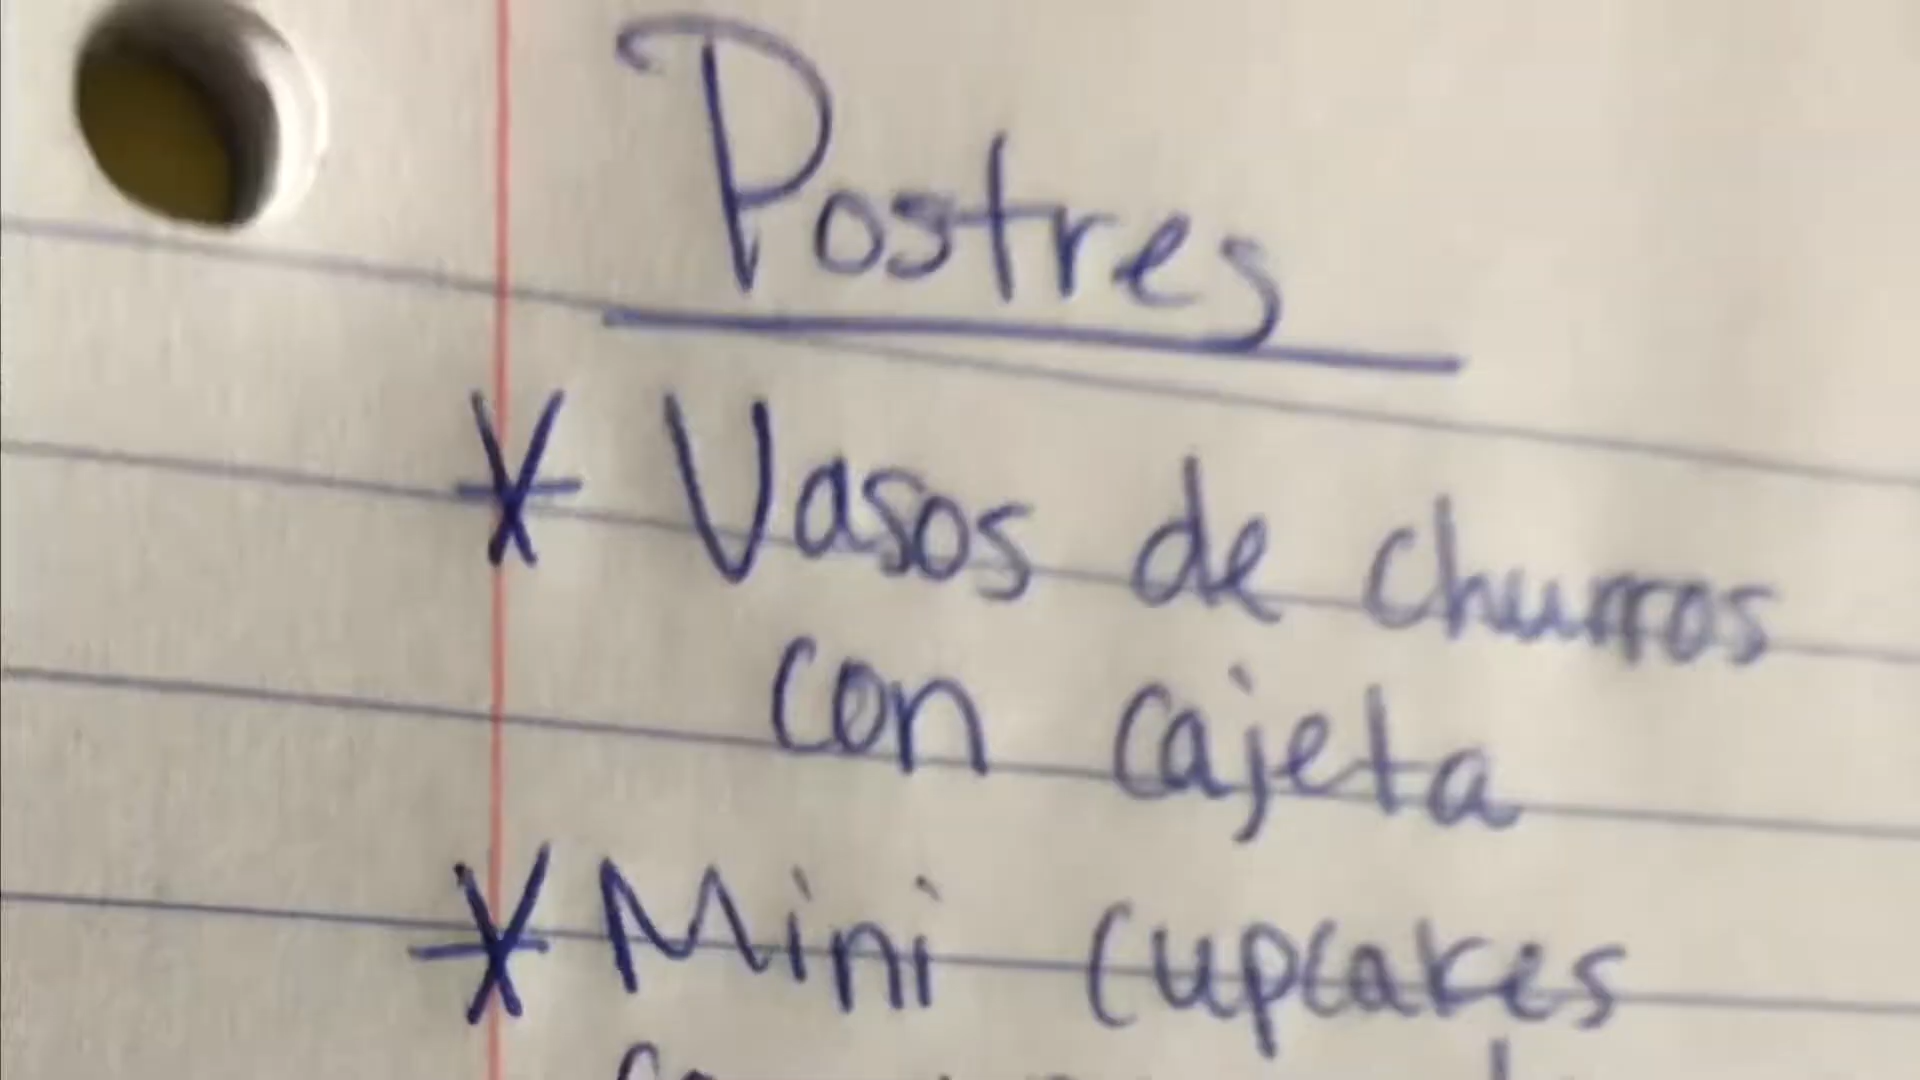 Postres
* Vasos de churros
con cajeta
* Mini cupcakes